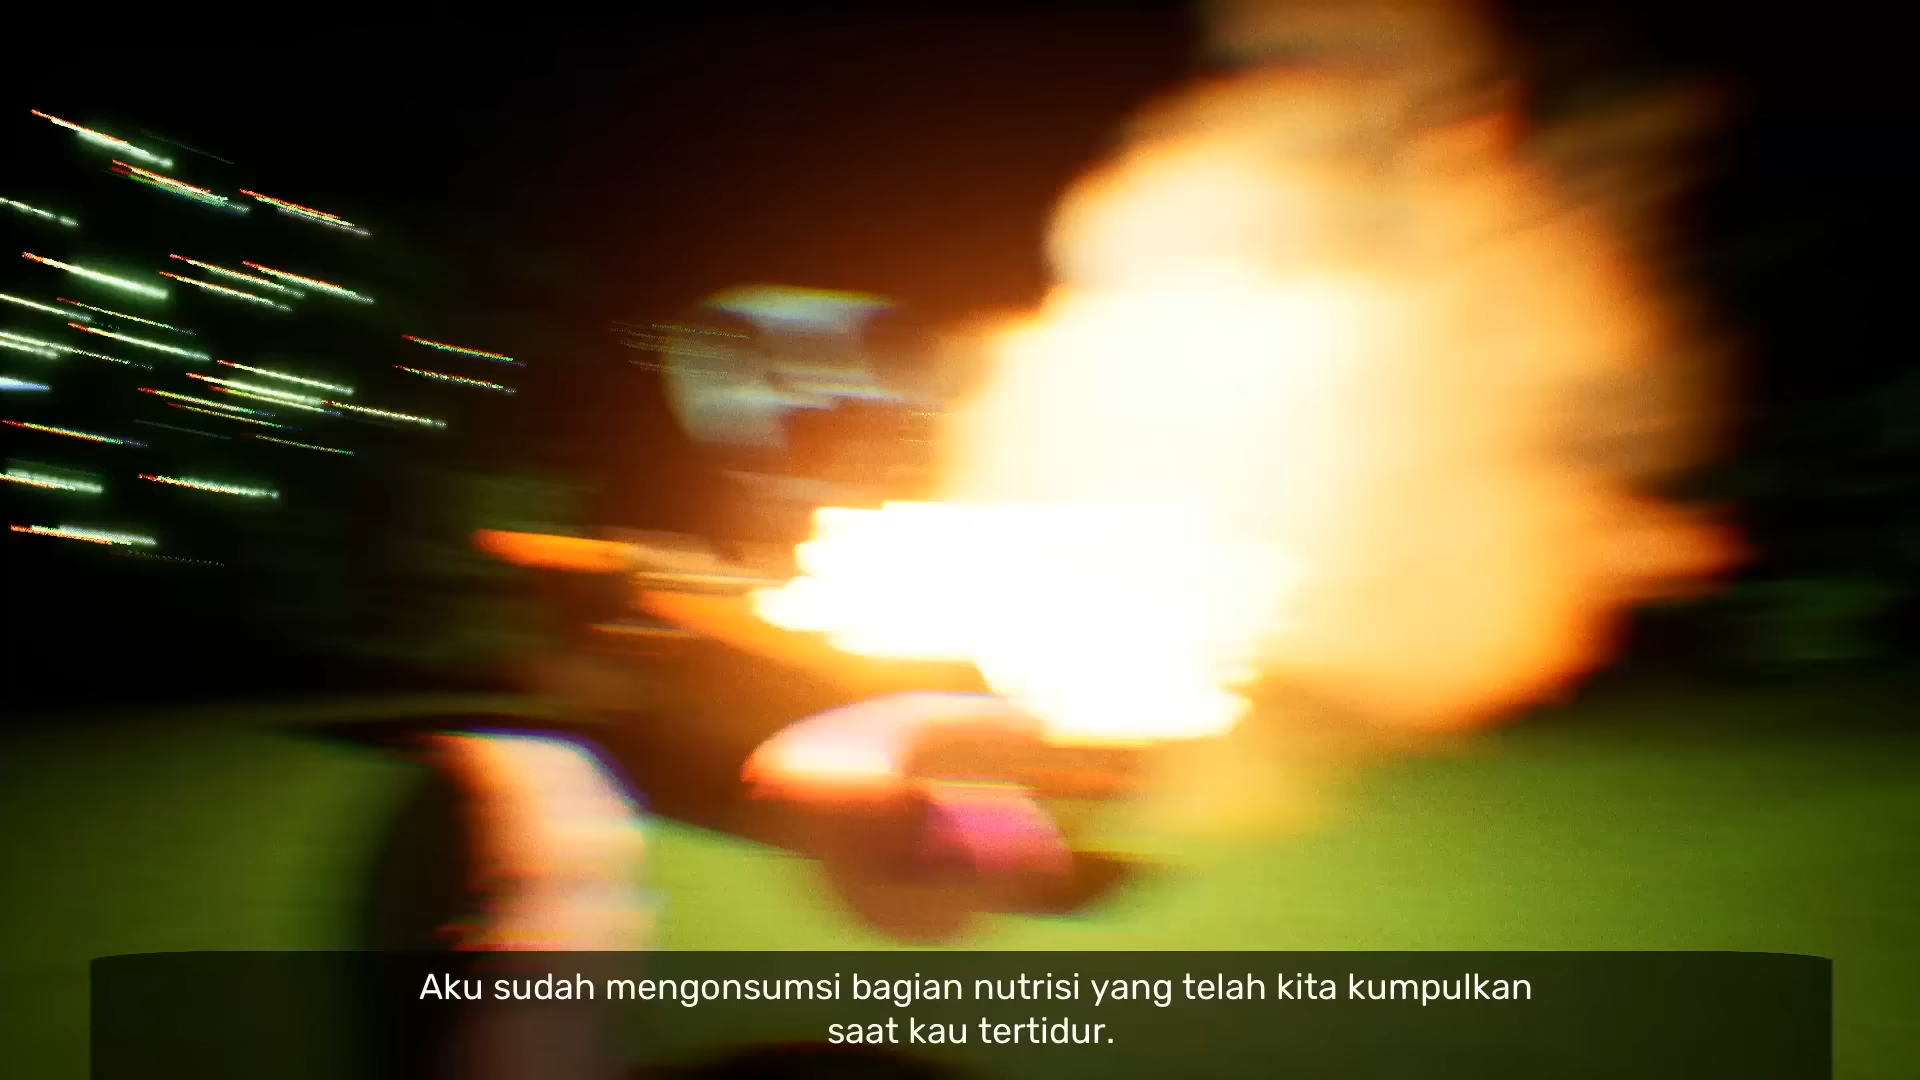 Aku sudah mengonsumsi bagian nutrisi yang telah kita kumpulkan
saat kau tertidur.